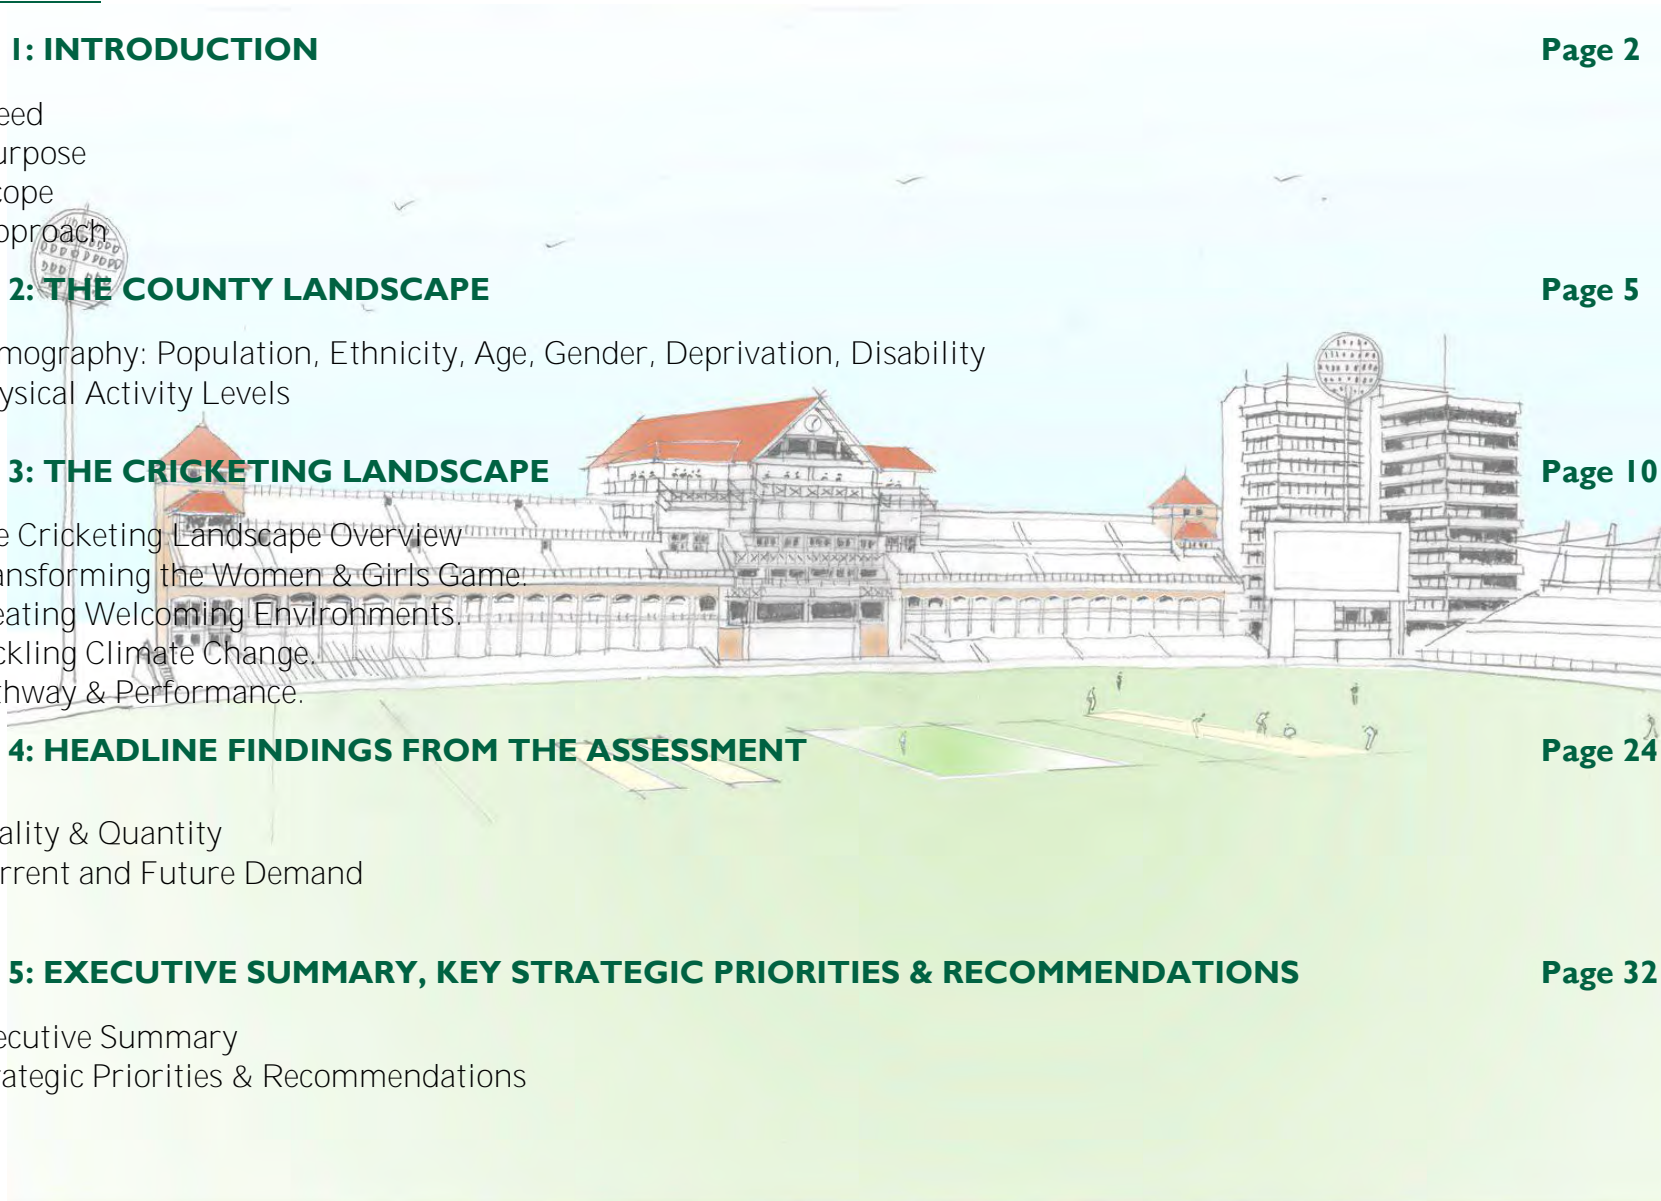 1: INTRODUCTION Page 2
eed
urpose
cope
pproach
2: THE COUNTY LANDSCAPE Page 5
mography: Population, Ethnicity, Age, Gender, Deprivation, Disability
ysical Activity Levels
3: THE CRICKETING LANDSCAPE Page 10
e Cricketing Landscape Overview
ansforming the Women & Girls Game.
eating Welcoming Environments.
ckling Climate Change.
thway & Performance.
4: HEADLINE FINDINGS FROM THE ASSESSMENT Page 24
ality & Quantity
rrent and Future Demand
5: EXECUTIVE SUMMARY, KEY STRATEGIC PRIORITIES & RECOMMENDATIONS Page 32
ecutive Summary
ategic Priorities & Recommendations